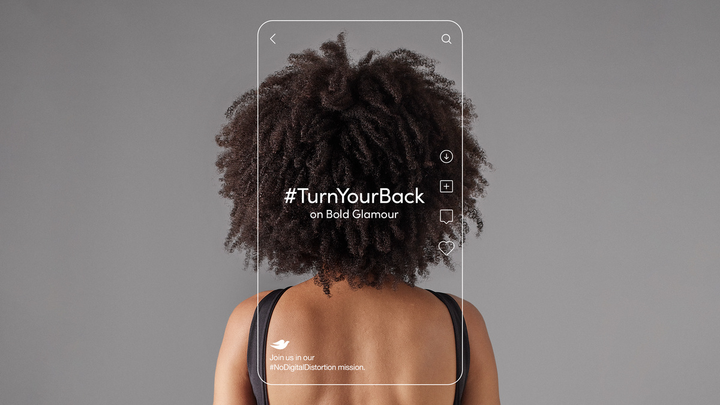 #TurnYourBack
on Bold Glamour
Join us in our
#NoDigitalDistortion mission.